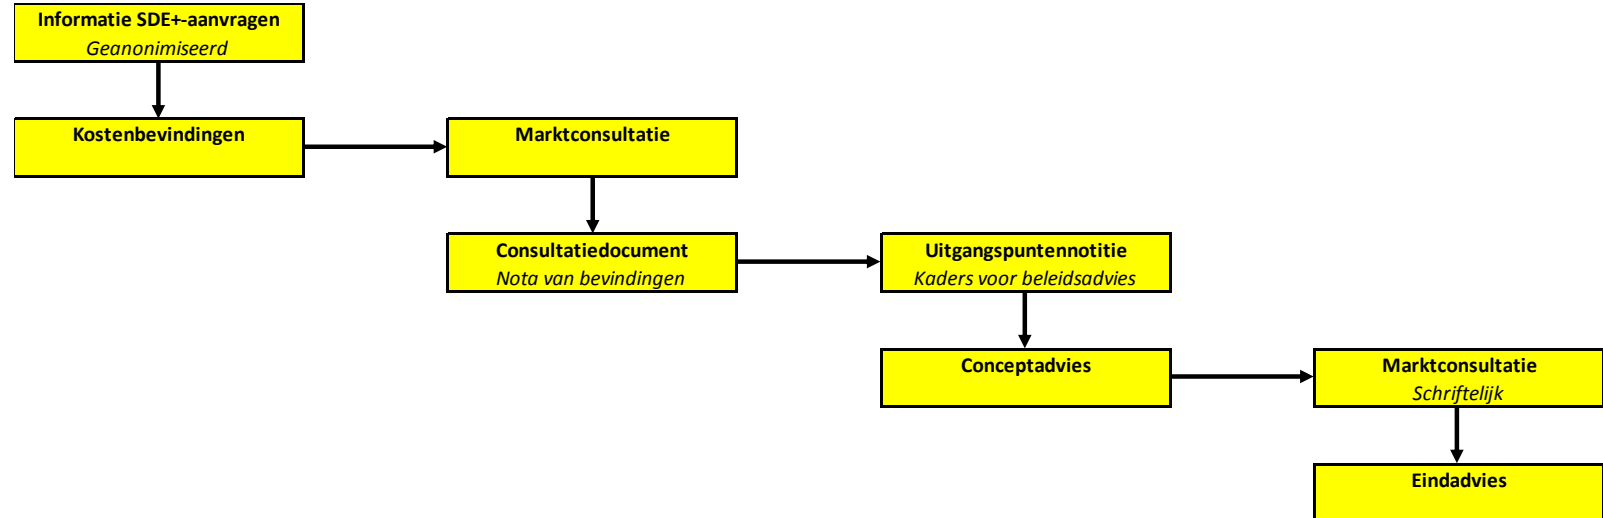 Informatie SDE+-aanvragen
Geanonimiseerd
Kostenbevindingen
Marktconsultatie
Consultatiedocument
Nota van bevindingen
Uitgangspuntennotitie
Kaders voor beleidsadvies
Conceptadvies
Marktconsultatie
Schriftelijk
Eindadvies